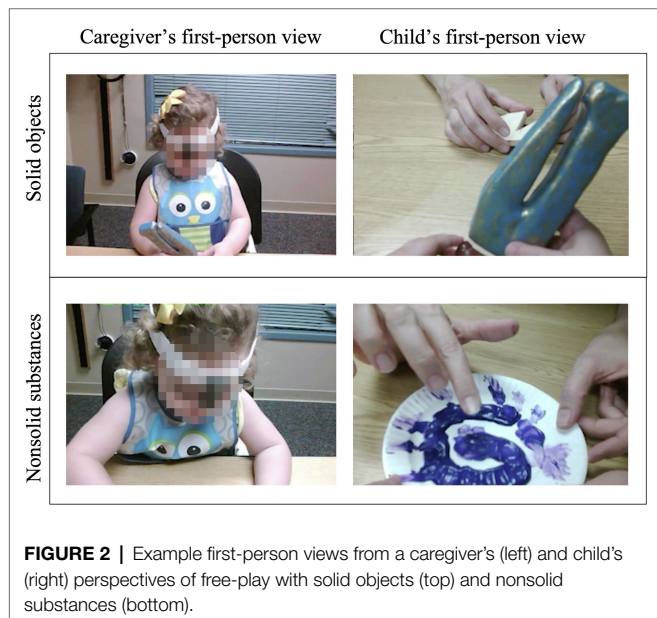 Caregiver's first-person view
Child's first-person view
Solid objects
Nonsolid substances
FIGURE 2 | Example first-person views from a caregiver's (left) and child's
(right) perspectives of free-play with solid objects (top) and nonsolid
substances (bottom).